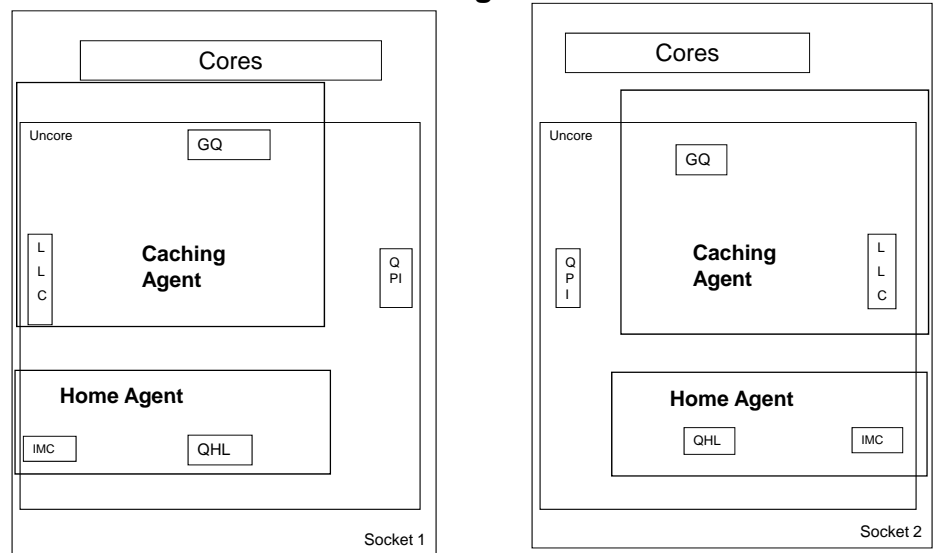 g
Cores
Uncore
GQ
L
L
C
Caching
Agent
Q
PI
Home Agent
IMC
QHL
Socket 1
Cores
Uncore
GQ
Q
P
I
Caching
Agent
L
L
C
Home Agent
QHL
IMC
Socket 2